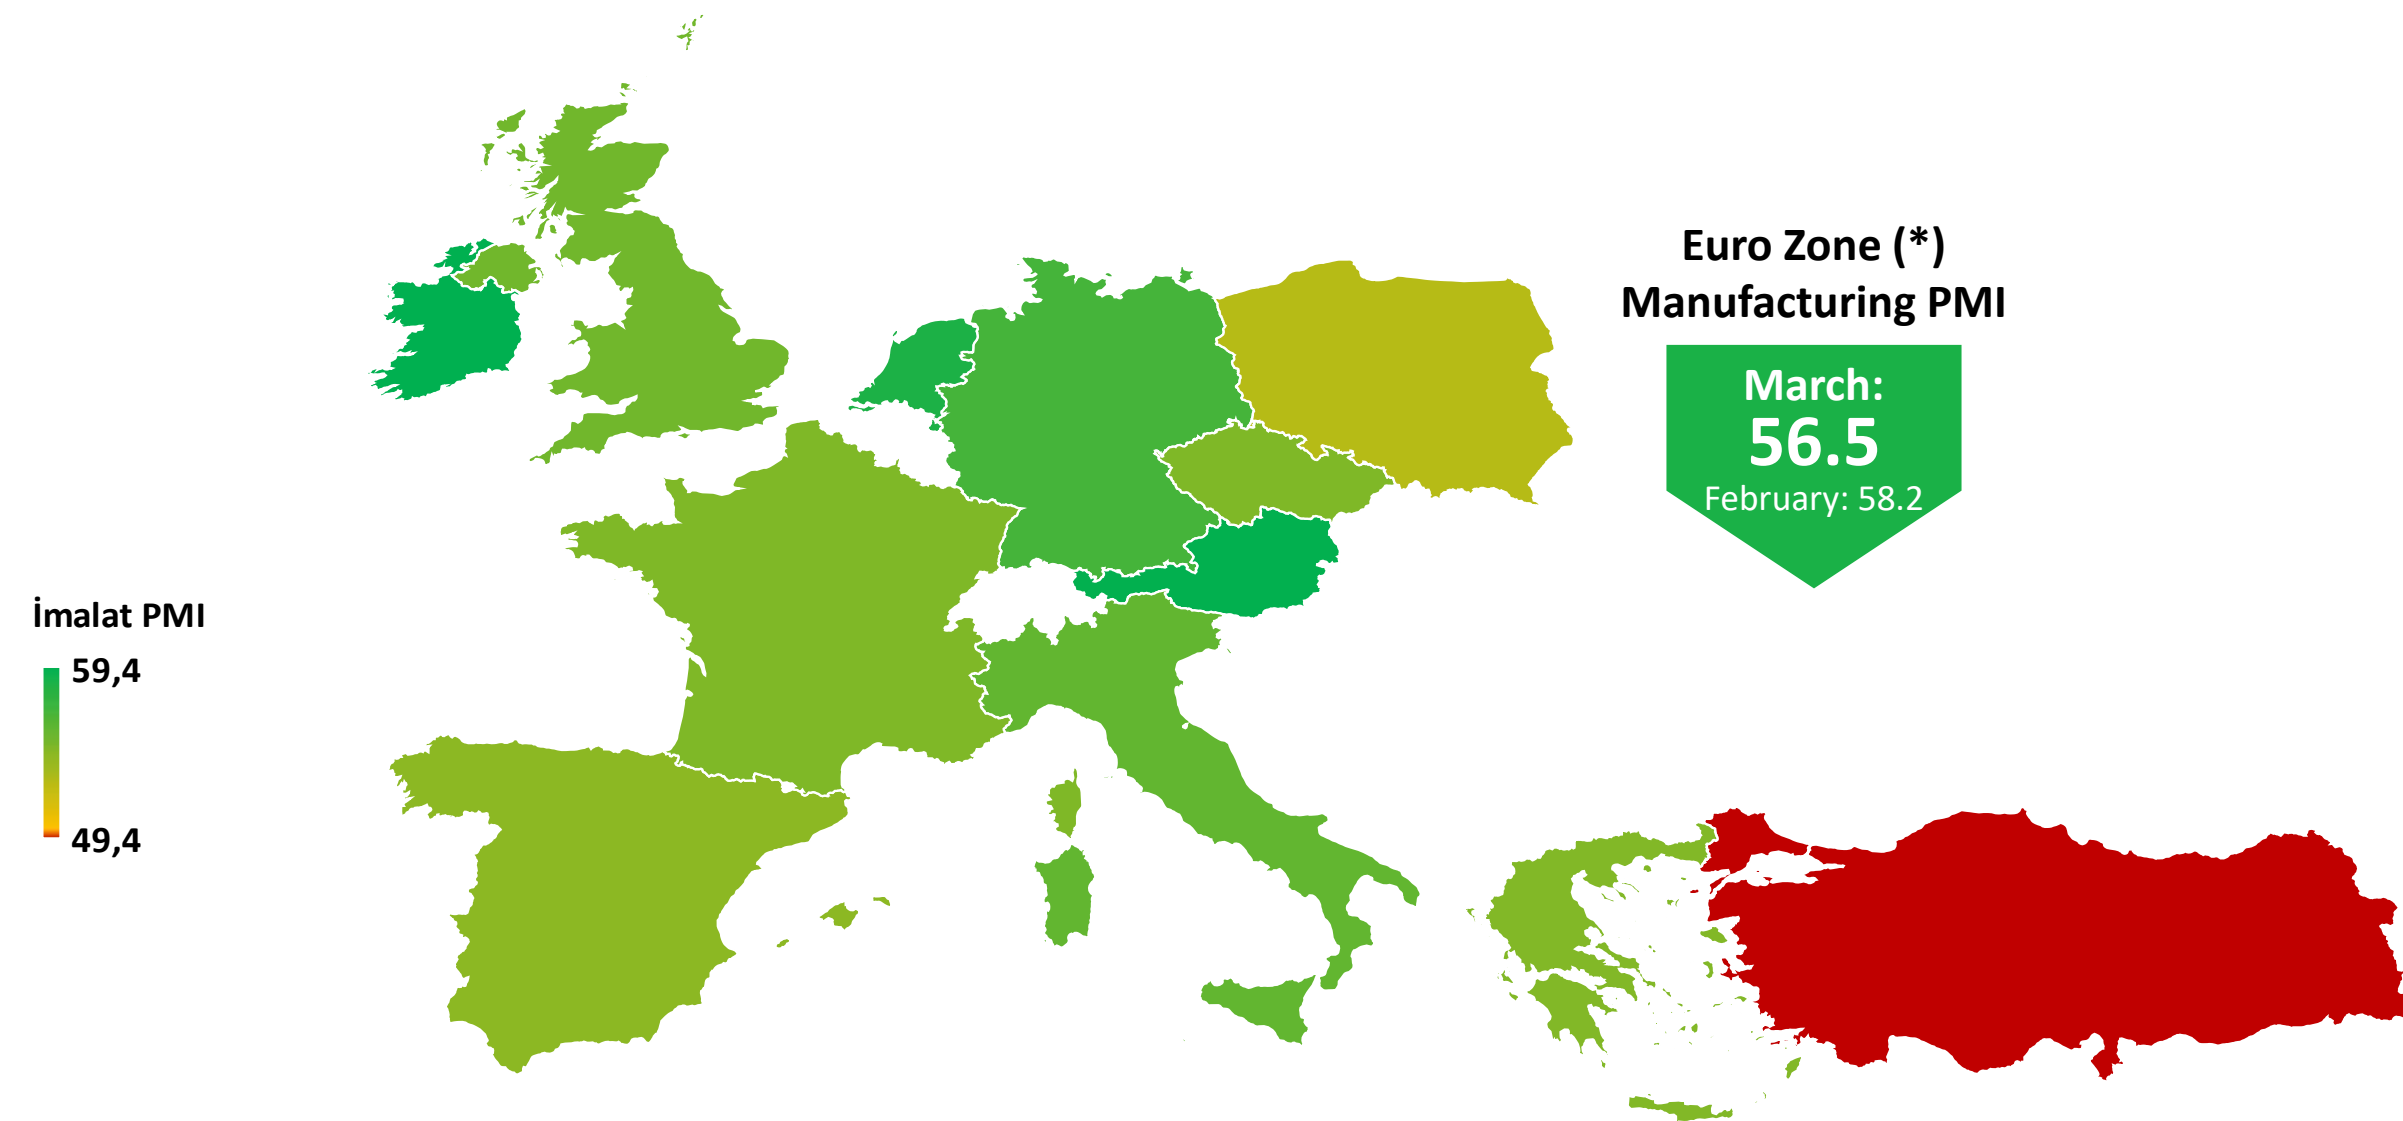 Euro Zone (*)
Manufacturing PMI
March:
56.5
February: 58.2
İmalat PMI
59,4
49,4